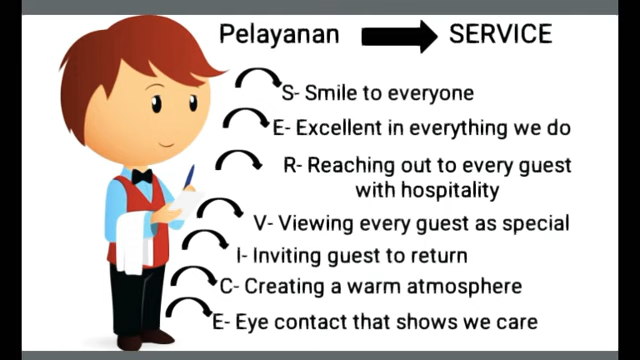 Pelayanan SERVICE
S- Smile to everyone
E- Excellent in everything we do
R- Reaching out to every guest
with hospitality
V- Viewing every guest as special
I- Inviting guest to return
C- Creating a warm atmosphere
E- Eye contact that shows we care